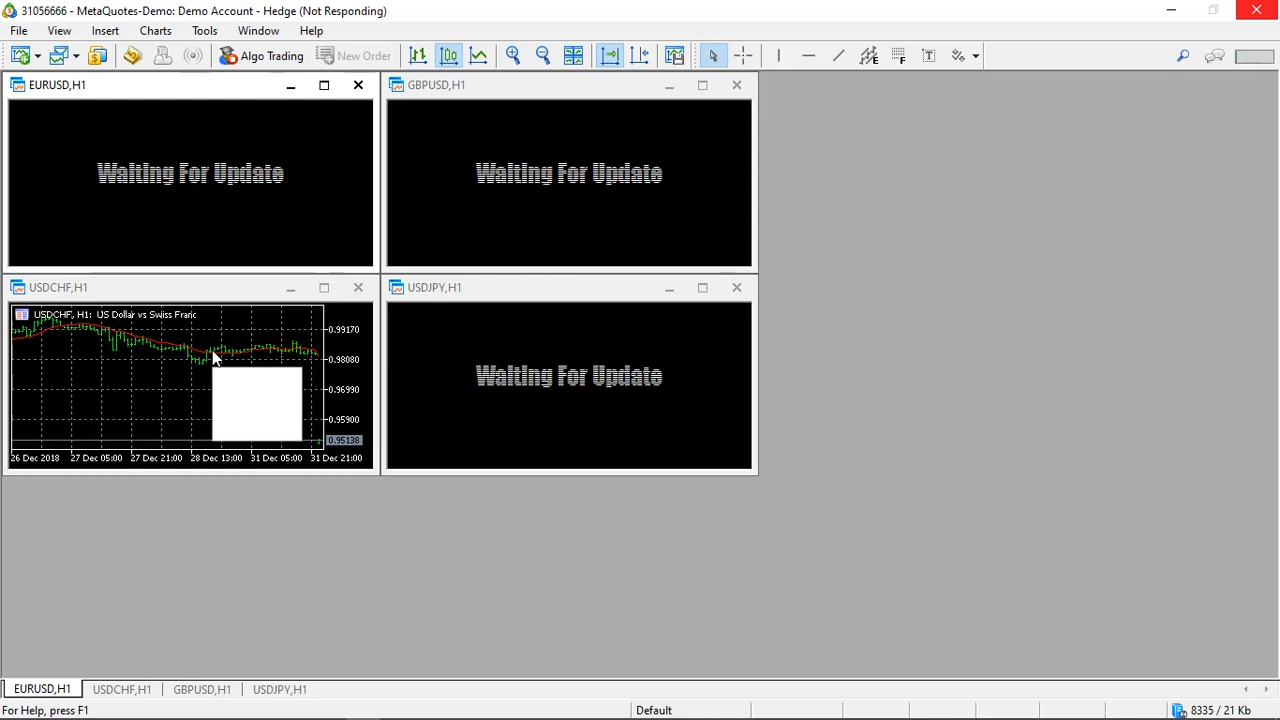 31056666 - MetaQuotes-Demo: Demo Account - Hedge (Not Responding)
File View Insert Charts Tools Window Help
Algo Trading New Order
EURUSD,H1
Waiting For Update
GBPUSD,H1
Waiting For Update
USDCHF,H1
USDCHF, H1: US Dollar vs Swiss Franc
0.99170
0.98080
0.96990
0.95900
0.95138
26 Dec 2018 27 Dec 05:00 27 Dec 21:00 28 Dec 13:00 31 Dec 05:00 31 Dec 21:00
USDJPY,H1
Waiting For Update
EURUSD,H1 USDCHF,H1 GBPUSD,H1 USDJPY,H1
For Help, press F1 Default 8335 / 21 Kb